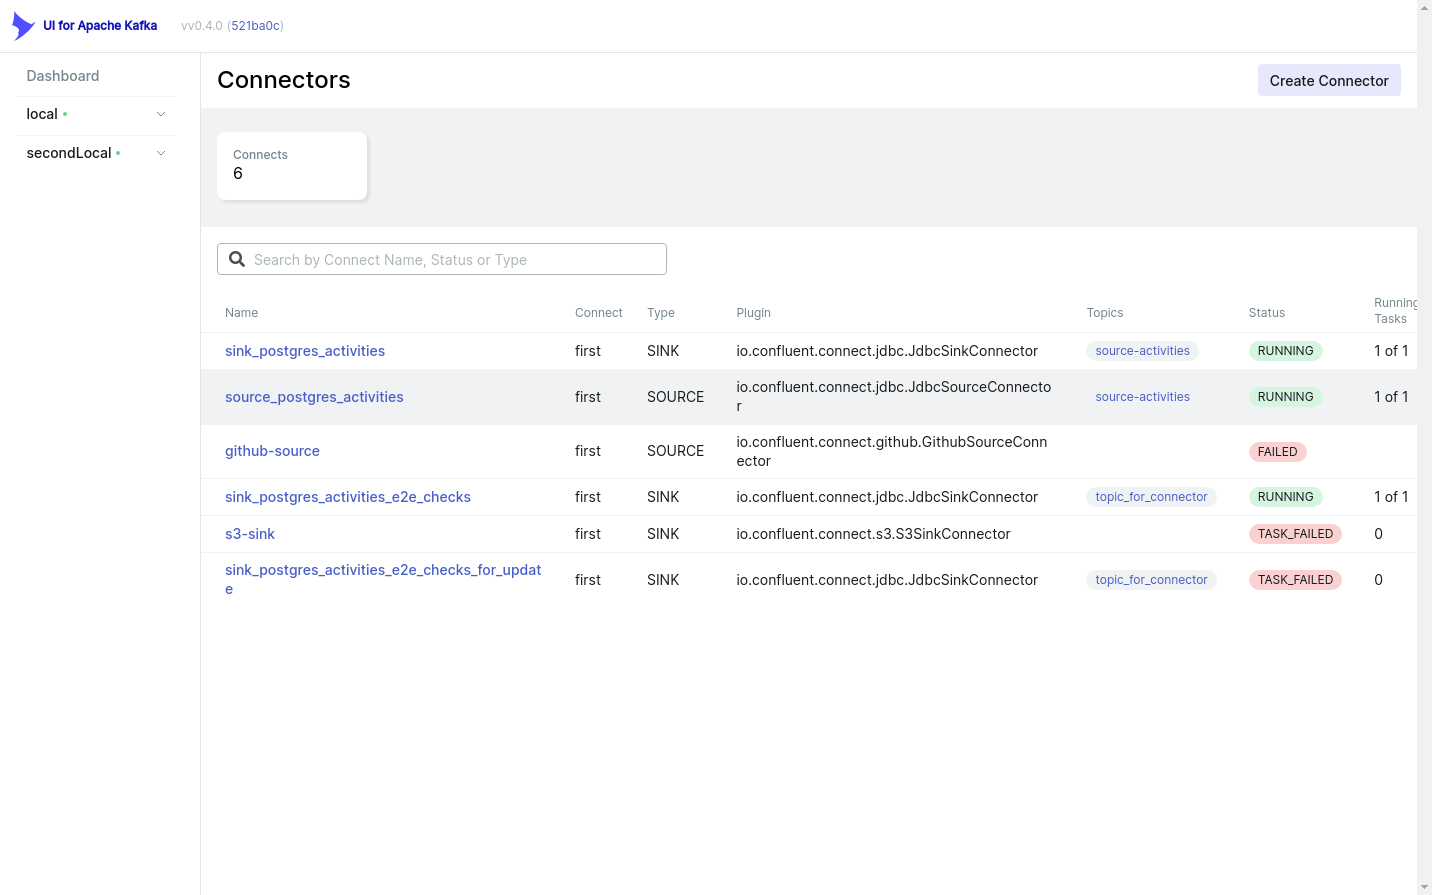 UI for Apache Kafka
vv0.4.0 (521ba0c)
Dashboard
local
secondLocal
Connectors
Create Connector
Connects
6
Search by Connect Name, Status or Type
Name Connect Type Plugin Topics Status Running
Tasks
sink_postgres_activities first SINK io.confluent.connect.jdbc.JdbcSinkConnector source-activities RUNNING 1 of 1
source_postgres_activities first SOURCE io.confluent.connect.jdbc.JdbcSourceConnecto
r source-activities RUNNING 1 of 1
github-source first SOURCE io.confluent.connect.github.GithubSourceConn
ector FAILED
sink_postgres_activities_e2e_checks first SINK io.confluent.connect.jdbc.JdbcSinkConnector topic_for_connector RUNNING 1 of 1
s3-sink first SINK io.confluent.connect.s3.S3SinkConnector TASK_FAILED 0
sink_postgres_activities_e2e_checks_for_updat
e first SINK io.confluent.connect.jdbc.JdbcSinkConnector topic_for_connector TASK_FAILED 0